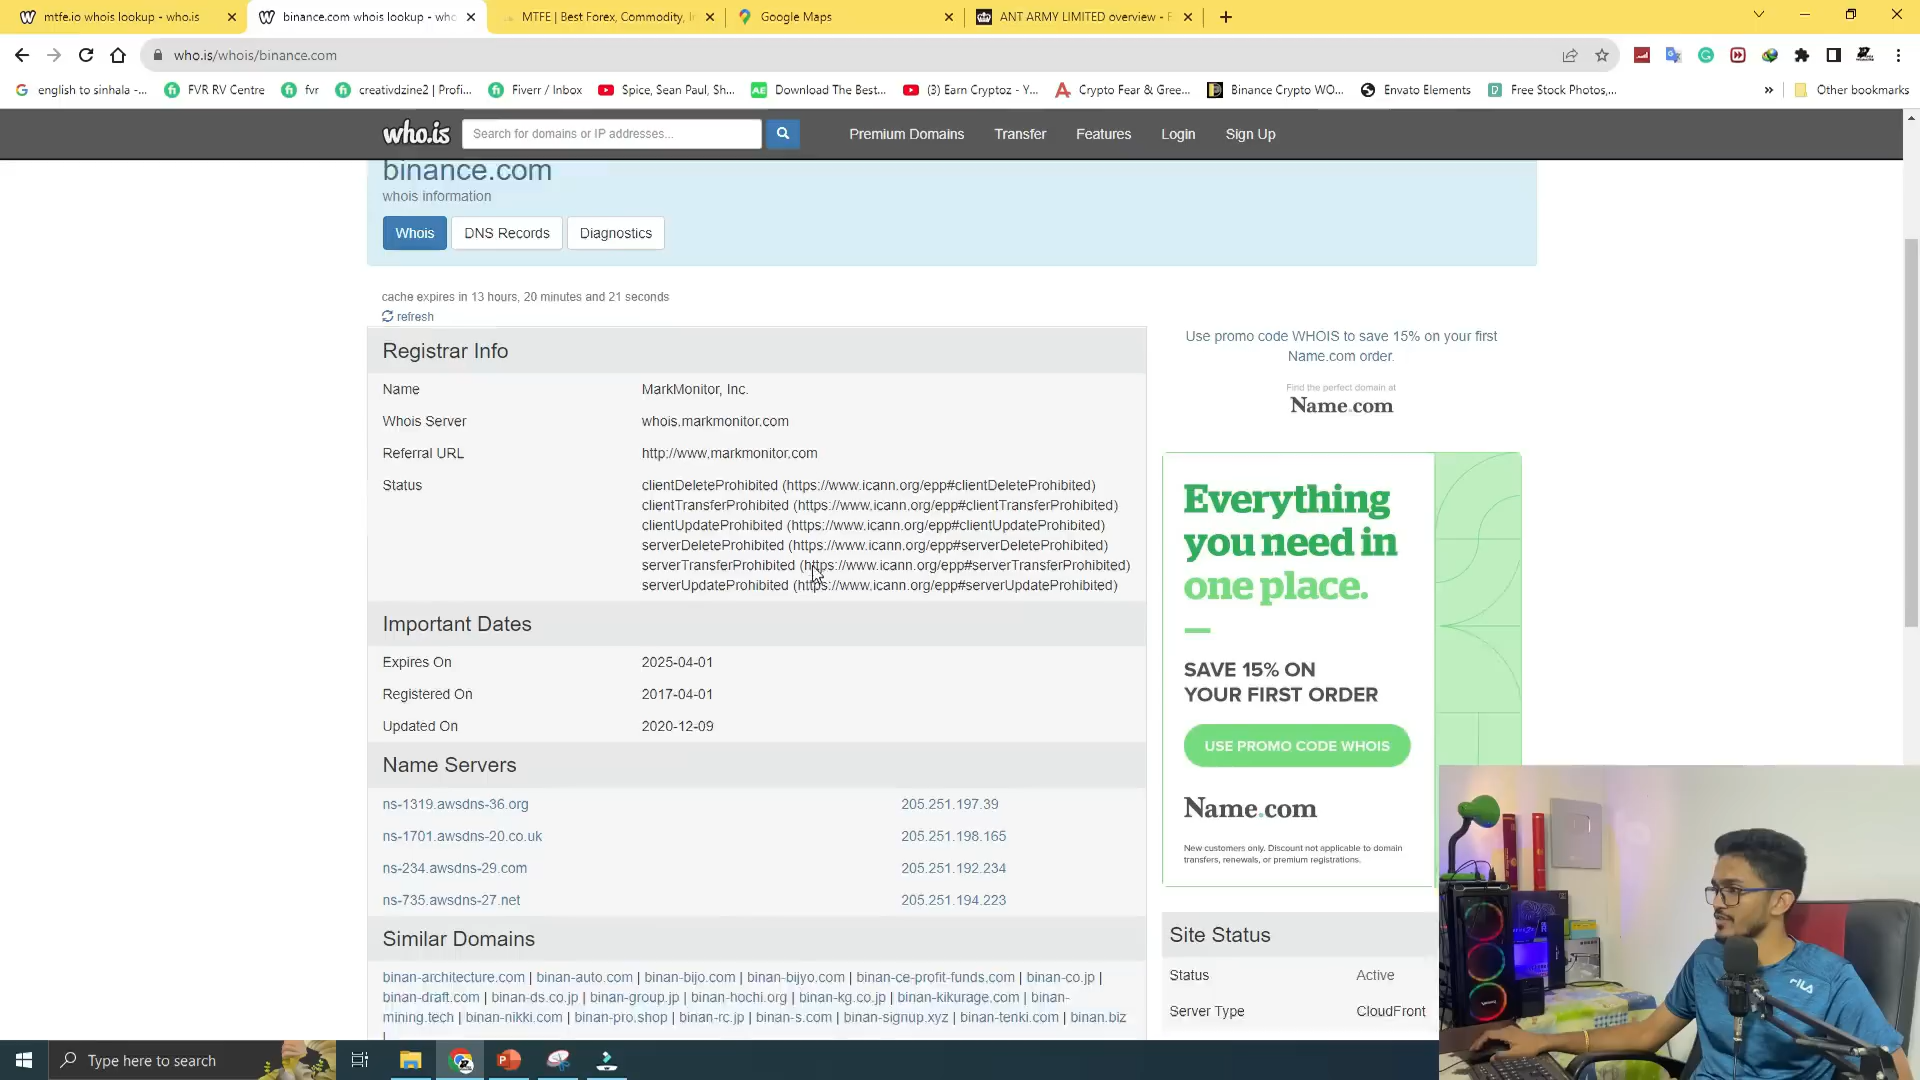 mtfe.io whois lookup - who.is
binance.com whois lookup - who
MTFE | Best Forex, Commodity, I
Google Maps
ANT ARMY LIMITED overview - F
who.is/whois/binance.com
english to sinhala -...
FVR RV Centre
fvr
creativdzine2 | Profi...
Fiverr / Inbox
Spice, Sean Paul, Sh...
Download The Best...
(3) Earn Cryptoz - Y...
Crypto Fear & Gree...
Binance Crypto WO...
Envato Elements
Free Stock Photos,...
Other bookmarks
who.is
Search for domains or IP addresses...
Premium Domains
Transfer
Features
Login
Sign Up
binance.com
whois information
Whois
DNS Records
Diagnostics
cache expires in 13 hours, 20 minutes and 21 seconds
refresh
Registrar Info
Name MarkMonitor, Inc.
Whois Server whois.markmonitor.com
Referral URL http://www.markmonitor.com
Status clientDeleteProhibited (https://www.icann.org/epp#clientDeleteProhibited)
clientTransferProhibited (https://www.icann.org/epp#clientTransferProhibited)
clientUpdateProhibited (https://www.icann.org/epp#clientUpdateProhibited)
serverDeleteProhibited (https://www.icann.org/epp#serverDeleteProhibited)
serverTransferProhibited (https://www.icann.org/epp#serverTransferProhibited)
serverUpdateProhibited (https://www.icann.org/epp#serverUpdateProhibited)
Important Dates
Expires On 2025-04-01
Registered On 2017-04-01
Updated On 2020-12-09
Name Servers
ns-1319.awsdns-36.org 205.251.197.39
ns-1701.awsdns-20.co.uk 205.251.198.165
ns-234.awsdns-29.com 205.251.192.234
ns-735.awsdns-27.net 205.251.194.223
Similar Domains
binan-architecture.com | binan-auto.com | binan-bijo.com | binan-bijyo.com | binan-ce-profit-funds.com | binan-co.jp |
binan-draft.com | binan-ds.co.jp | binan-group.jp | binan-hochi.org | binan-kg.co.jp | binan-kikurage.com | binan-
mining.tech | binan-nikki.com | binan-pro.shop | binan-rc.jp | binan-s.com | binan-signup.xyz | binan-tenki.com | binan.biz
|
Use promo code WHOIS to save 15% on your first
Name.com order.
Find the perfect domain at
Name.com
Everything
you need in
one place.
SAVE 15% ON
YOUR FIRST ORDER
USE PROMO CODE WHOIS
Name.com
New customers only. Discount not applicable to domain
transfers, renewals, or premium registrations.
Site Status
Status Active
Server Type CloudFront
FILA
Type here to search